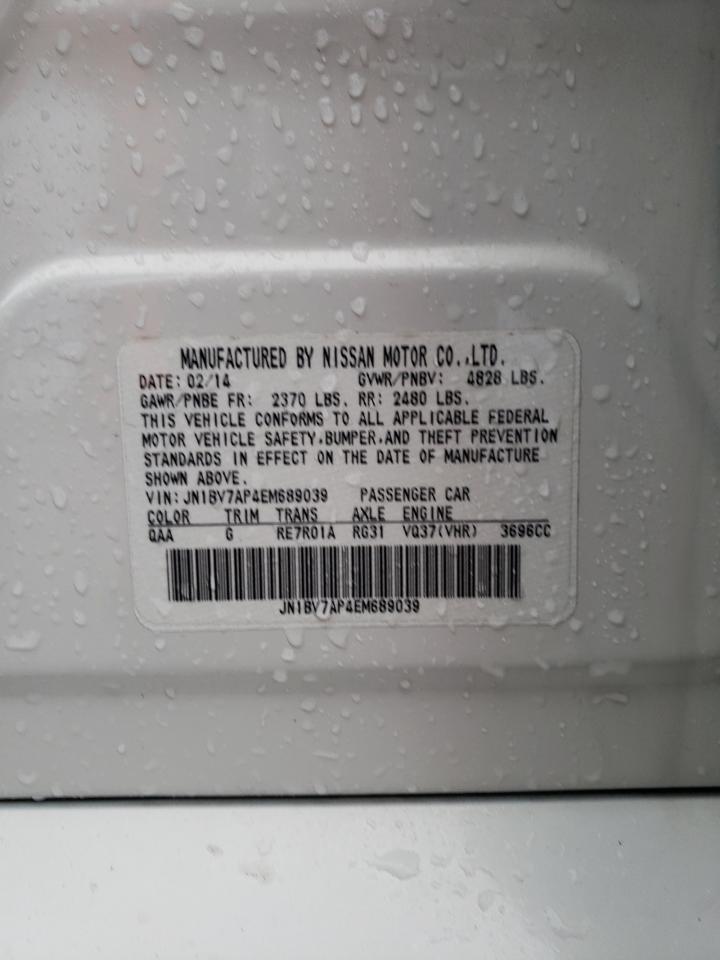 MANUFACTURED BY NISSAN MOTOR CO.,LTD.
DATE: 02/14 GVWR/PNBV: 4828 LBS.
GAWR/PNBE FR: 2370 LBS. RR: 2480 LBS.
THIS VEHICLE CONFORMS TO ALL APPLICABLE FEDERAL
MOTOR VEHICLE SAFETY,BUMPER,AND THEFT PREVENTION
STANDARDS IN EFFECT ON THE DATE OF MANUFACTURE
SHOWN ABOVE.
VIN: JN1BV7AP4EM689039 PASSENGER CAR
COLOR TRIM TRANS AXLE ENGINE
QAA G RE7R01A RG31 VQ37(VHR) 3696CC
JN1BV7AP4EM689039